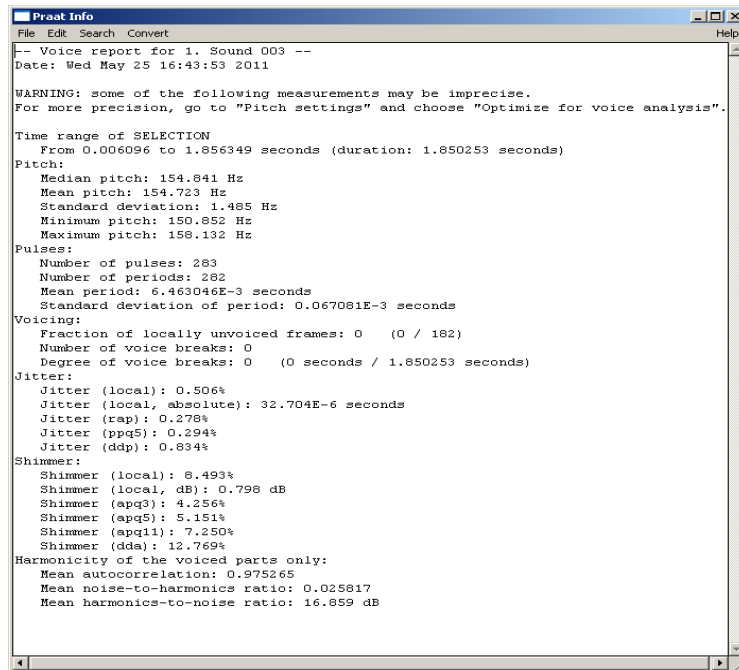 Praat Info
File Edit Search Convert Help
-- Voice report for 1. Sound 003 --
Date: Wed May 25 16:43:53 2011
WARNING: some of the following measurements may be imprecise.
For more precision, go to "Pitch settings" and choose "Optimize for voice analysis".
Time range of SELECTION
From 0.006096 to 1.856349 seconds (duration: 1.850253 seconds)
Pitch:
Median pitch: 154.841 Hz
Mean pitch: 154.723 Hz
Standard deviation: 1.485 Hz
Minimum pitch: 150.852 Hz
Maximum pitch: 158.132 Hz
Pulses:
Number of pulses: 283
Number of periods: 282
Mean period: 6.463046E-3 seconds
Standard deviation of period: 0.067081E-3 seconds
Voicing:
Fraction of locally unvoiced frames: 0 (0 / 182)
Number of voice breaks: 0
Degree of voice breaks: 0 (0 seconds / 1.850253 seconds)
Jitter:
Jitter (local): 0.506%
Jitter (local, absolute): 32.704E-6 seconds
Jitter (rap): 0.278%
Jitter (ppq5): 0.294%
Jitter (ddp): 0.834%
Shimmer:
Shimmer (local): 8.493%
Shimmer (local, dB): 0.798 dB
Shimmer (apq3): 4.256%
Shimmer (apq5): 5.151%
Shimmer (apq11): 7.250%
Shimmer (dda): 12.769%
Harmonicity of the voiced parts only:
Mean autocorrelation: 0.975265
Mean noise-to-harmonics ratio: 0.025817
Mean harmonics-to-noise ratio: 16.859 dB